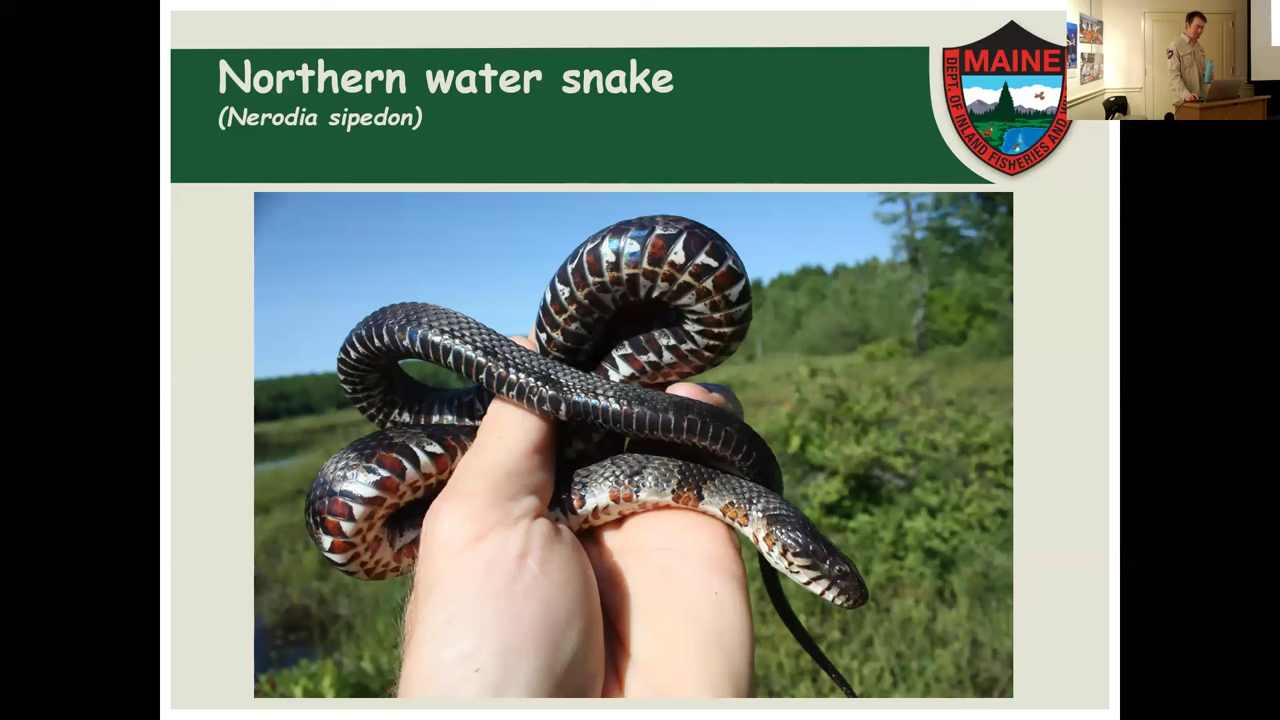 Northern water snake
(Nerodia sipedon)
MAINE
DEPT. OF INLAND FISHERIES AND